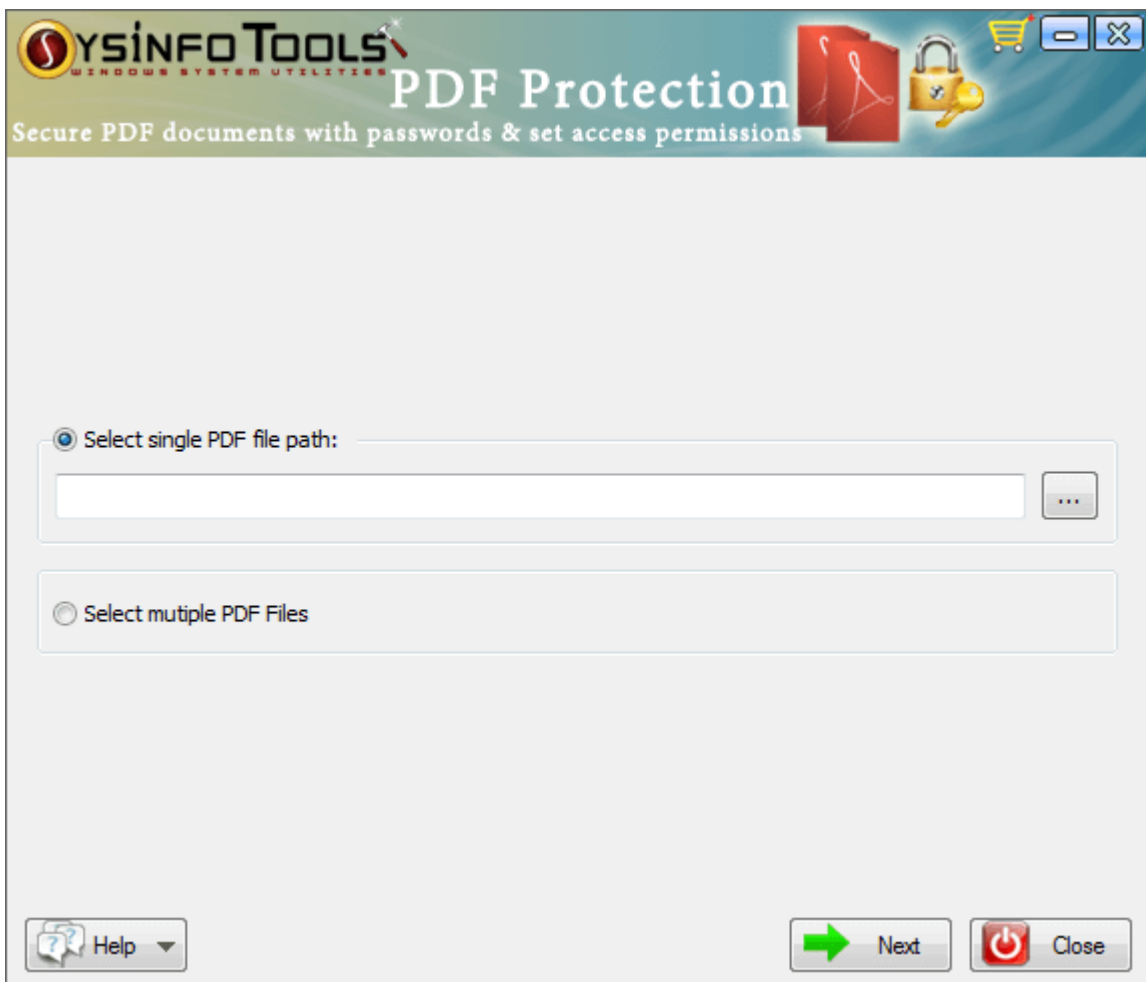 SYSINFO TOOLS
WINDOWS SYSTEM UTILITIES
PDF Protection
Secure PDF documents with passwords & set access permissions
Select single PDF file path:
...
Select mutiple PDF Files
Help
Next
Close